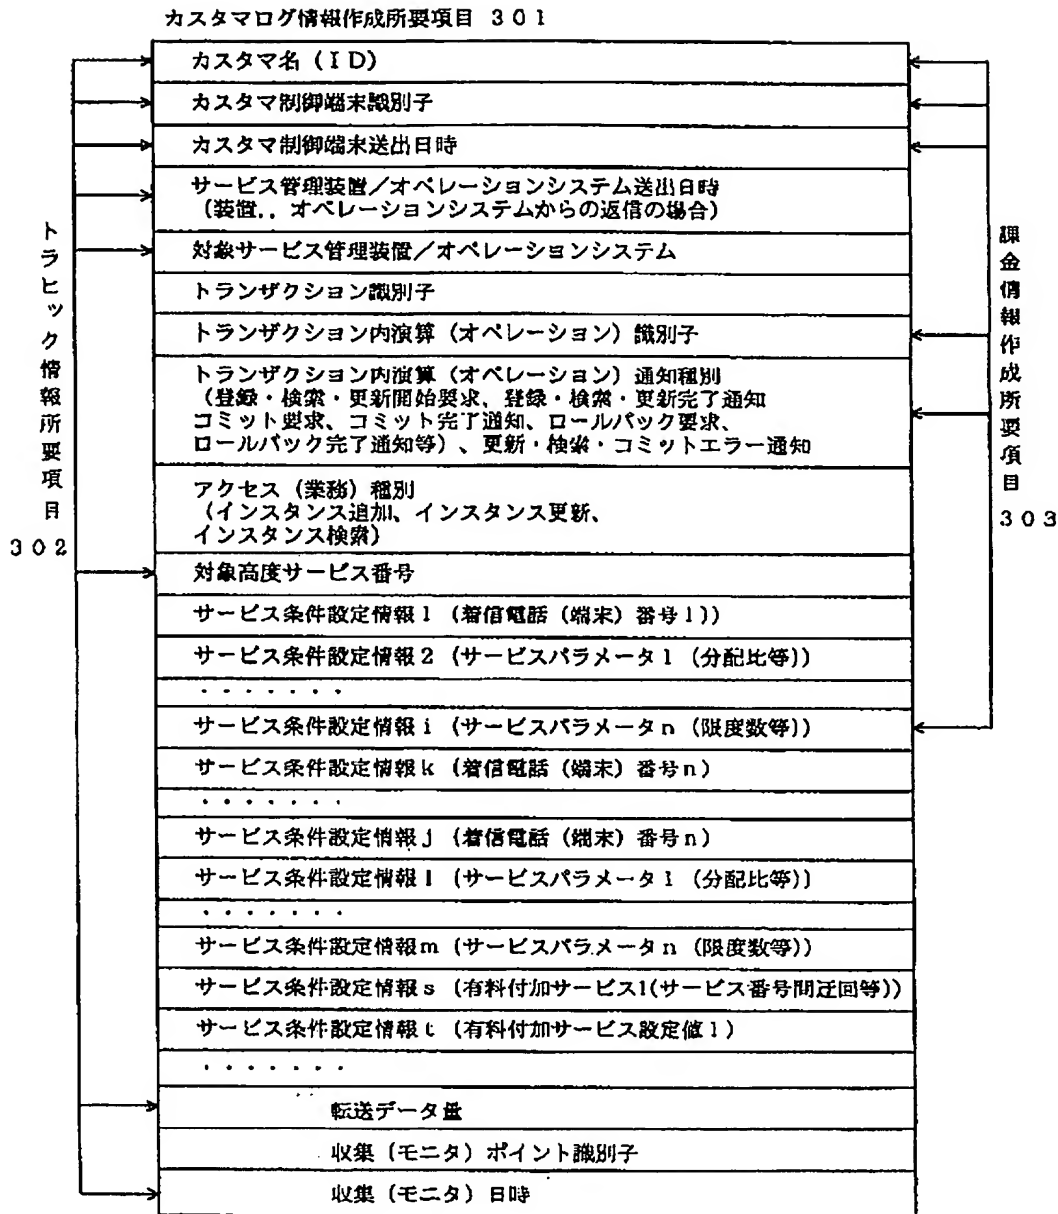 カスタマログ情報作成所要項目 301
カスタマ名(ID)
カスタマ制御端末識別子
カスタマ制御端末送出日時
サービス管理装置/オペレーションシステム送出日時
(装置.. オペレーションシステムからの返信の場合)
対象サービス管理装置/オペレーションシステム
トランザクション識別子
トランザクション内演算(オペレーション)識別子
トランザクション内演算(オペレーション)通知種別
(登録・検索・更新開始要求、登録・検索・更新完了通知
コミット要求、コミット完了通知、ロールバック要求、
ロールバック完了通知等)、更新・検索・コミットエラー通知
アクセス(業務)種別
(インスタンス追加、インスタンス更新、
インスタンス検索)
対象高度サービス番号
サービス条件設定情報1(着信電話(端末)番号1))
サービス条件設定情報2(サービスパラメータ1(分配比等))
・・・・・・・
サービス条件設定情報i(サービスパラメータn(限度数等))
サービス条件設定情報k(着信電話(端末)番号n)
・・・・・・・
サービス条件設定情報j(着信電話(端末)番号n)
サービス条件設定情報l(サービスパラメータ1(分配比等))
・・・・・・・
サービス条件設定情報m(サービスパラメータn(限度数等))
サービス条件設定情報s(有料付加サービス1(サービス番号間迂回等))
サービス条件設定情報t(有料付加サービス設定値1)
・・・・・・・
転送データ量
収集(モニタ)ポイント識別子
収集(モニタ)日時
トラヒック情報所要項目
302
課金情報作成所要項目
303